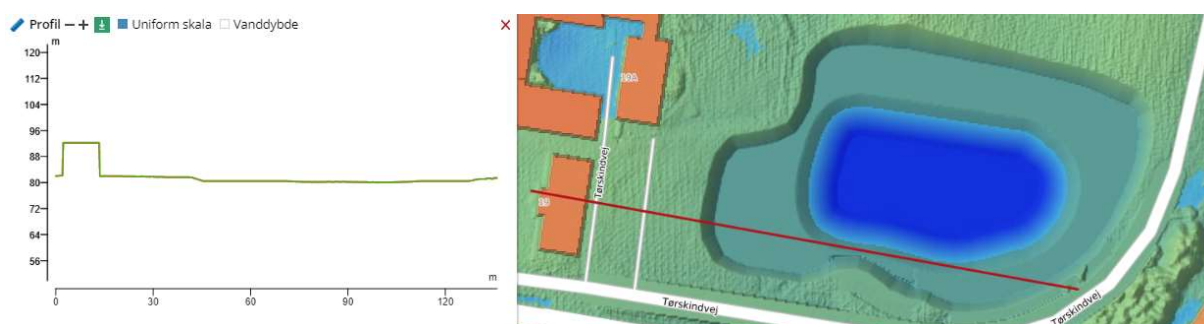 Profil − + Uniform skala Vanddybde x
m
120
112
104
96
88
80
72
64
56
m
0 30 60 90 120
19A
Tørskindvej
19
Tørskindvej
Tørskindvej